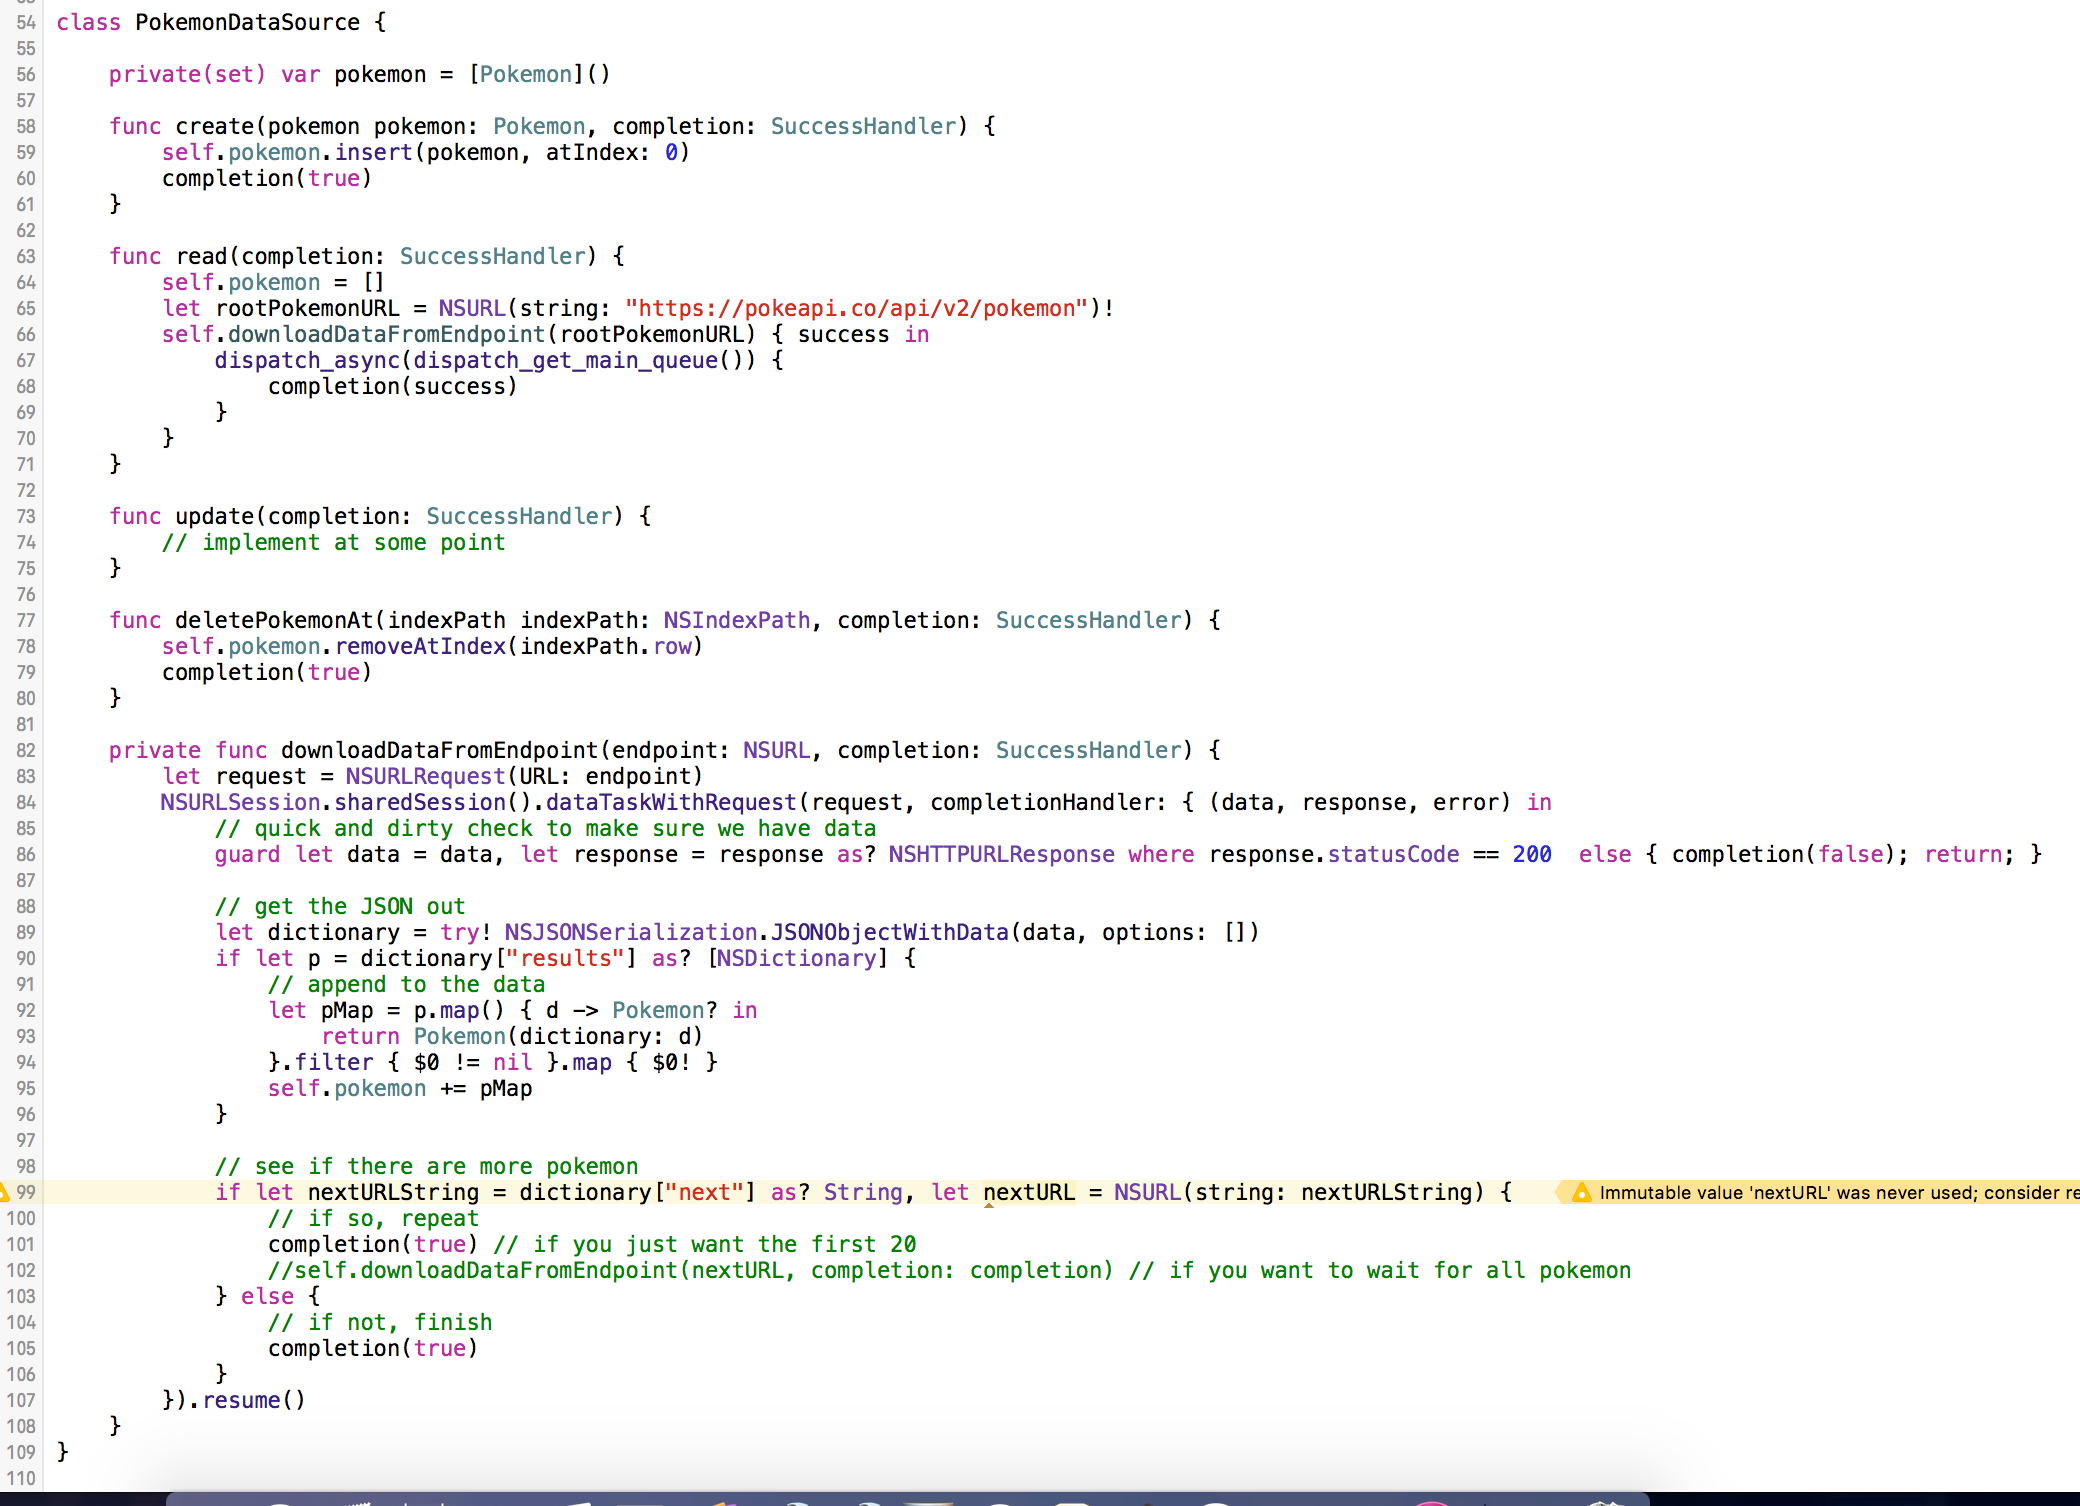 54 class PokemonDataSource {
55
56 private(set) var pokemon = [Pokemon]()
57
58 func create(pokemon pokemon: Pokemon, completion: SuccessHandler) {
59 self.pokemon.insert(pokemon, atIndex: 0)
60 completion(true)
61 }
62
63 func read(completion: SuccessHandler) {
64 self.pokemon = []
65 let rootPokemonURL = NSURL(string: "https://pokeapi.co/api/v2/pokemon")!
66 self.downloadDataFromEndpoint(rootPokemonURL) { success in
67 dispatch_async(dispatch_get_main_queue()) {
68 completion(success)
69 }
70 }
71 }
72
73 func update(completion: SuccessHandler) {
74 // implement at some point
75 }
76
77 func deletePokemonAt(indexPath indexPath: NSIndexPath, completion: SuccessHandler) {
78 self.pokemon.removeAtIndex(indexPath.row)
79 completion(true)
80 }
81
82 private func downloadDataFromEndpoint(endpoint: NSURL, completion: SuccessHandler) {
83 let request = NSURLRequest(URL: endpoint)
84 NSURLSession.sharedSession().dataTaskWithRequest(request, completionHandler: { (data, response, error) in
85 // quick and dirty check to make sure we have data
86 guard let data = data, let response = response as? NSHTTPURLResponse where response.statusCode == 200  else { completion(false); return; }
87
88 // get the JSON out
89 let dictionary = try! NSJSONSerialization.JSONObjectWithData(data, options: [])
90 if let p = dictionary["results"] as? [NSDictionary] {
91 // append to the data
92 let pMap = p.map() { d -> Pokemon? in
93 return Pokemon(dictionary: d)
94 }.filter { $0 != nil }.map { $0! }
95 self.pokemon += pMap
96 }
97
98 // see if there are more pokemon
99 if let nextURLString = dictionary["next"] as? String, let nextURL = NSURL(string: nextURLString) { Immutable value 'nextURL' was never used; consider re
100 // if so, repeat
101 completion(true) // if you just want the first 20
102 //self.downloadDataFromEndpoint(nextURL, completion: completion) // if you want to wait for all pokemon
103 } else {
104 // if not, finish
105 completion(true)
106 }
107 }).resume()
108 }
109 }
110